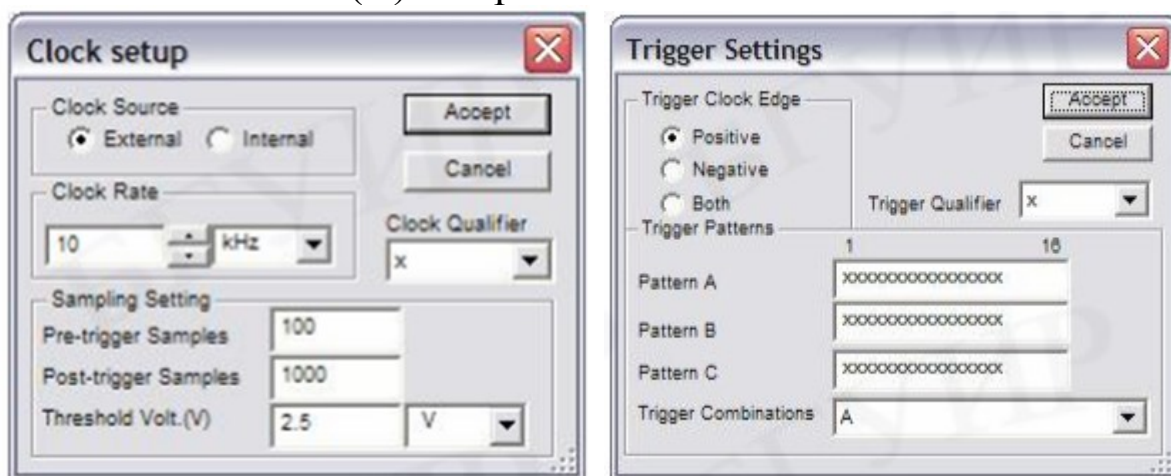 Clock setup
Clock Source
External Internal
Accept
Cancel
Clock Rate
10 kHz
Clock Qualifier
x
Sampling Setting
Pre-trigger Samples 100
Post-trigger Samples 1000
Threshold Volt.(V) 2.5 V
Trigger Settings
Trigger Clock Edge
Positive
Negative
Both
Accept
Cancel
Trigger Qualifier x
Trigger Patterns
1 16
Pattern A xxxxxxxxxxxxxxxx
Pattern B xxxxxxxxxxxxxxxx
Pattern C xxxxxxxxxxxxxxxx
Trigger Combinations A